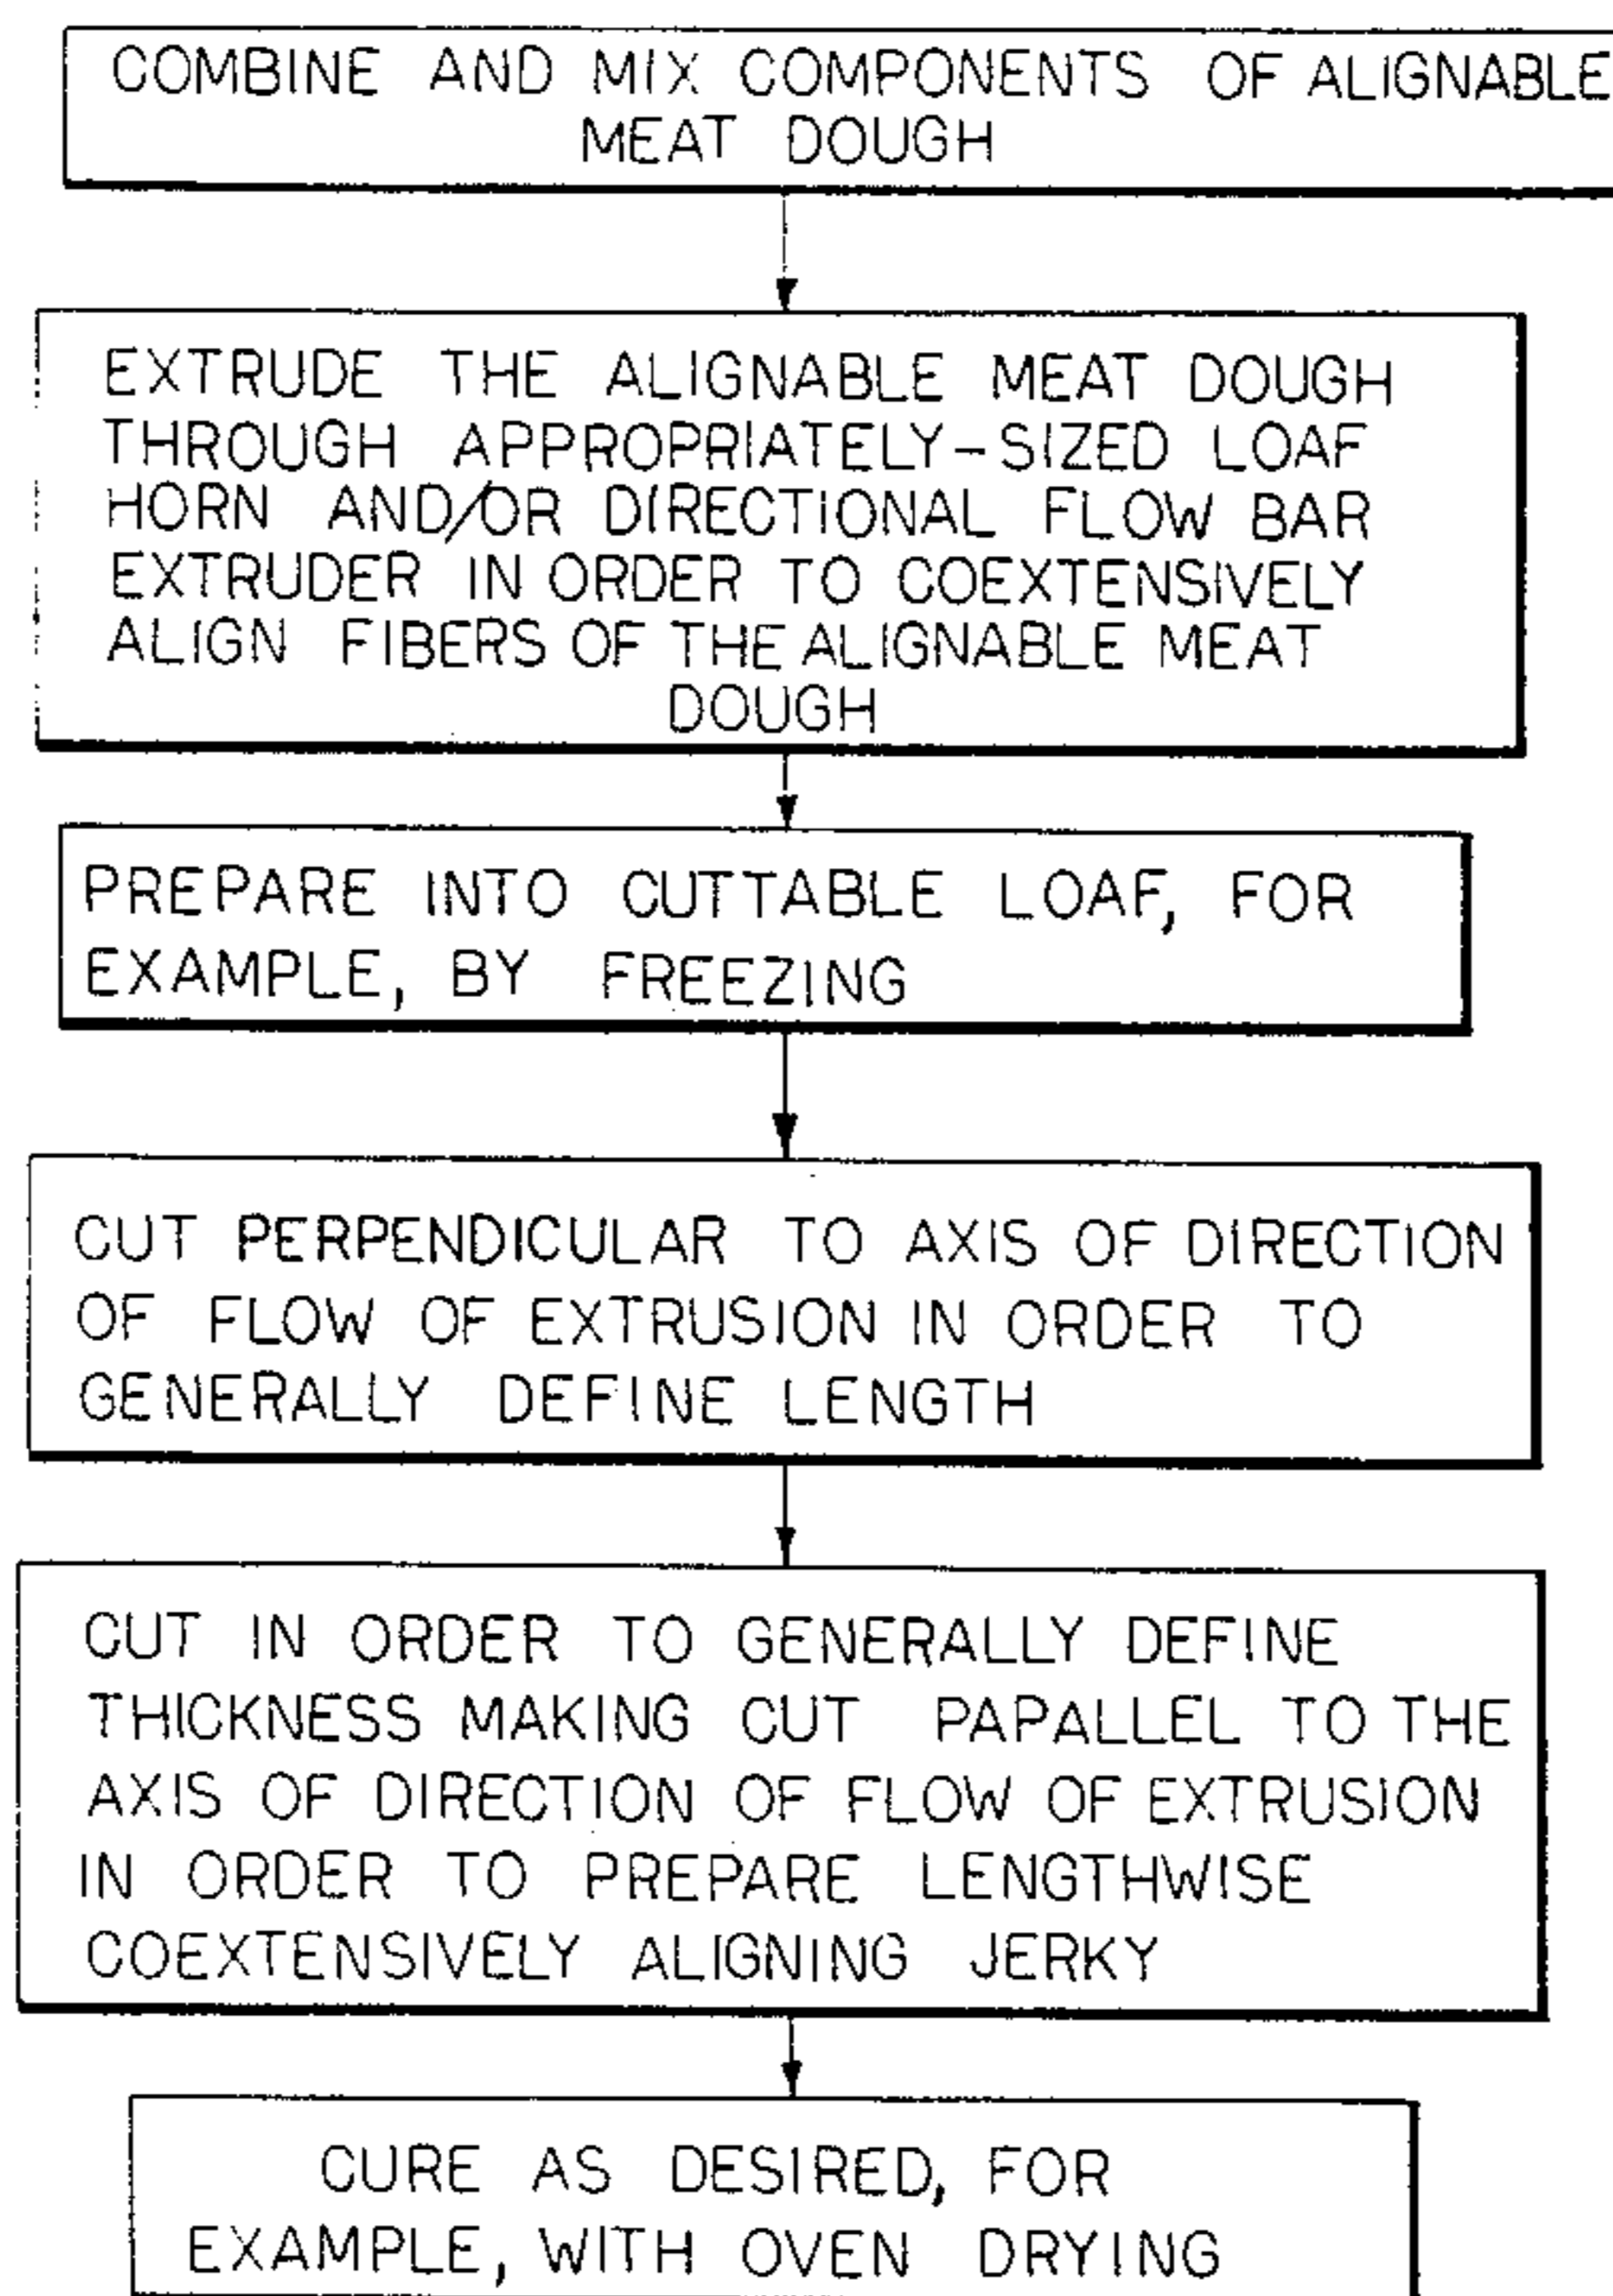 COMBINE AND MIX COMPONENTS OF ALIGNABLE
MEAT DOUGH
EXTRUDE THE ALIGNABLE MEAT DOUGH
THROUGH APPROPRIATELY-SIZED LOAF
HORN AND/OR DIRECTIONAL FLOW BAR
EXTRUDER IN ORDER TO COEXTENSIVELY
ALIGN FIBERS OF THE ALIGNABLE MEAT
DOUGH
PREPARE INTO CUTTABLE LOAF, FOR
EXAMPLE, BY FREEZING
CUT PERPENDICULAR TO AXIS OF DIRECTION
OF FLOW OF EXTRUSION IN ORDER TO
GENERALLY DEFINE LENGTH
CUT IN ORDER TO GENERALLY DEFINE
THICKNESS MAKING CUT PAPALLEL TO THE
AXIS OF DIRECTION OF FLOW OF EXTRUSION
IN ORDER TO PREPARE LENGTHWISE
COEXTENSIVELY ALIGNING JERKY
CURE AS DESIRED, FOR
EXAMPLE, WITH OVEN DRYING